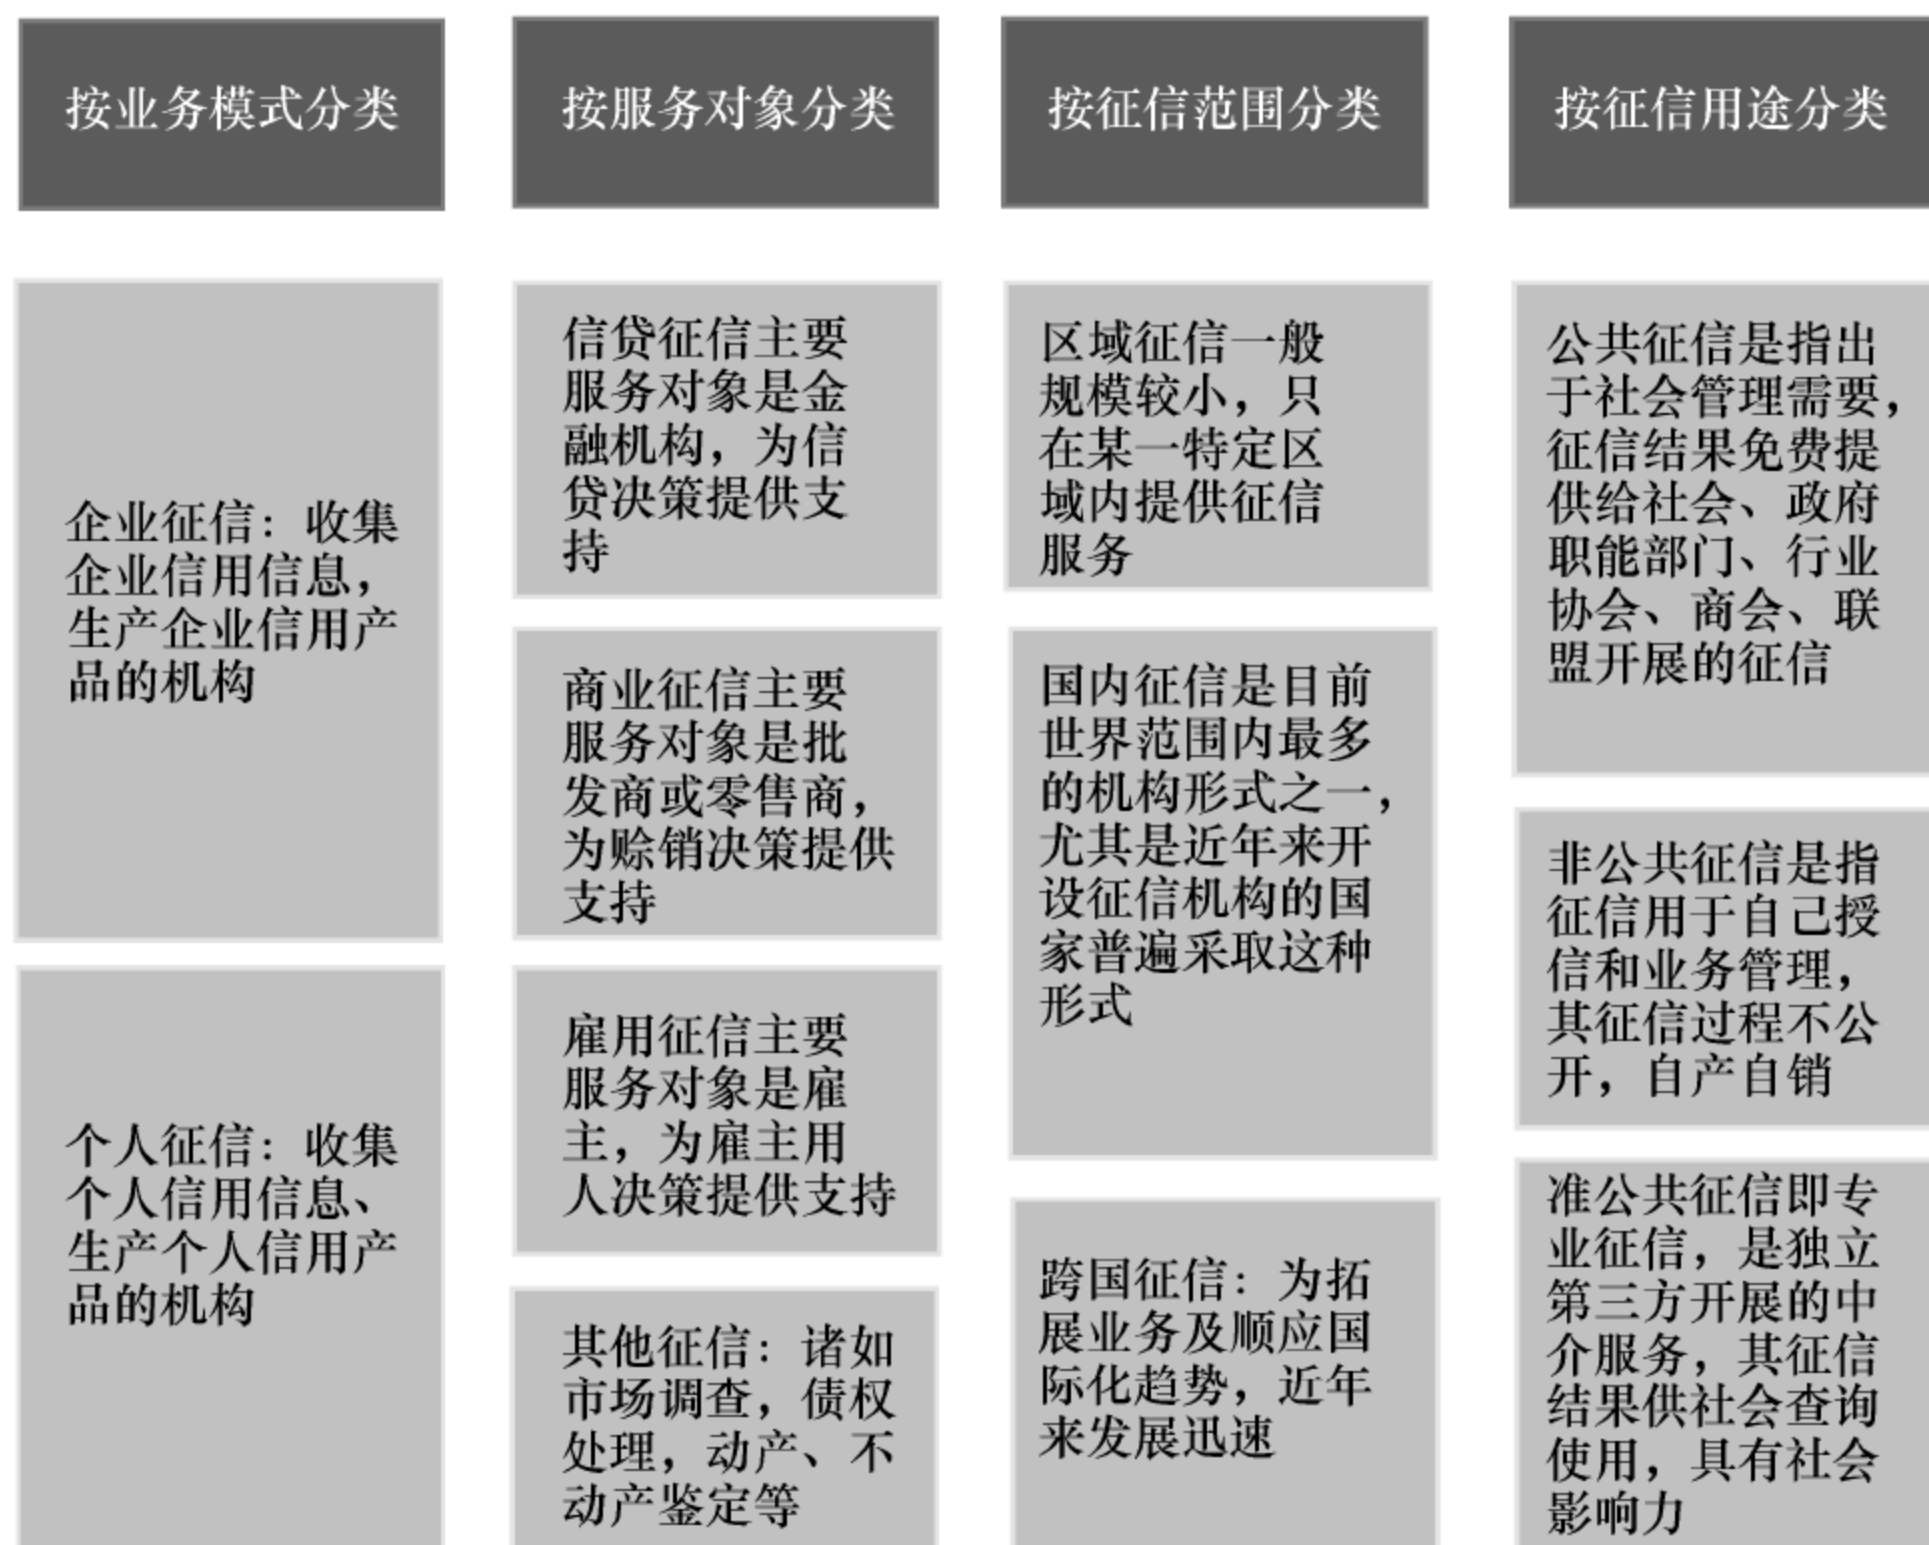 按业务模式分类
企业征信：收集
企业信用信息，
生产企业信用产
品的机构
个人征信：收集
个人信用信息、
生产个人信用产
品的机构
按服务对象分类
信贷征信主要
服务对象是金
融机构，为信
贷决策提供支
持
商业征信主要
服务对象是批
发商或零售商，
为赊销决策提供
支持
雇用征信主要
服务对象是雇
主，为雇主用
人决策提供支持
其他征信：诸如
市场调查，债权
处理，动产、不
动产鉴定等
按征信范围分类
区域征信一般
规模较小，只
在某一特定区
域内提供征信
服务
国内征信是目前
世界范围内最多
的机构形式之一，
尤其是近年来开
设征信机构的国
家普遍采取这种
形式
跨国征信：为拓
展业务及顺应国
际化趋势，近年
来发展迅速
按征信用途分类
公共征信是指出
于社会管理需要，
征信结果免费提
供给社会、政府
职能部门、行业
协会、商会、联
盟开展的征信
非公共征信是指
征信用于自己授
信和业务管理，
其征信过程不公
开，自产自销
准公共征信即专
业征信，是独立
第三方开展的中
介服务，其征信
结果供社会查询
使用，具有社会
影响力